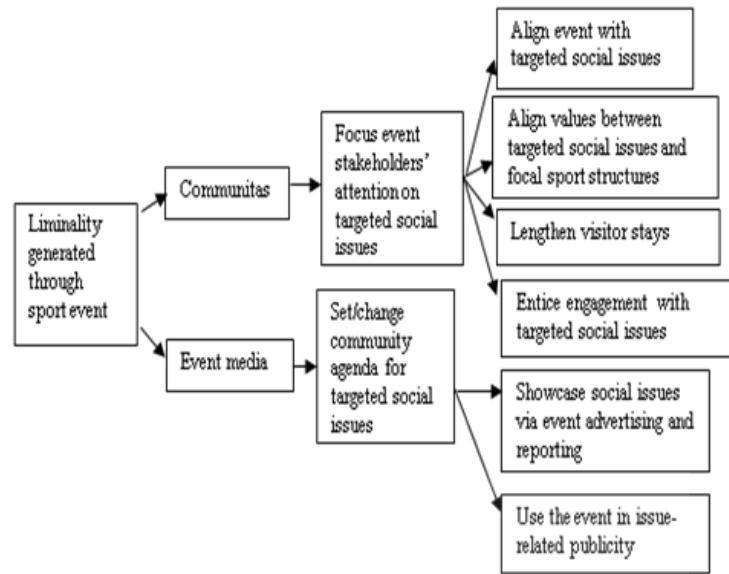 Liminality
generated
through
sport event
Communitas
Event media
Focus event
stakeholders'
attention on
targeted social
issues
Set/change
community
agenda for
targeted social
issues
Align event with
targeted social issues
Align values between
targeted social issues and
focal sport structures
Lengthen visitor stays
Entice engagement with
targeted social issues
Showcase social issues
via event advertising and
reporting
Use the event in issue-
related publicity